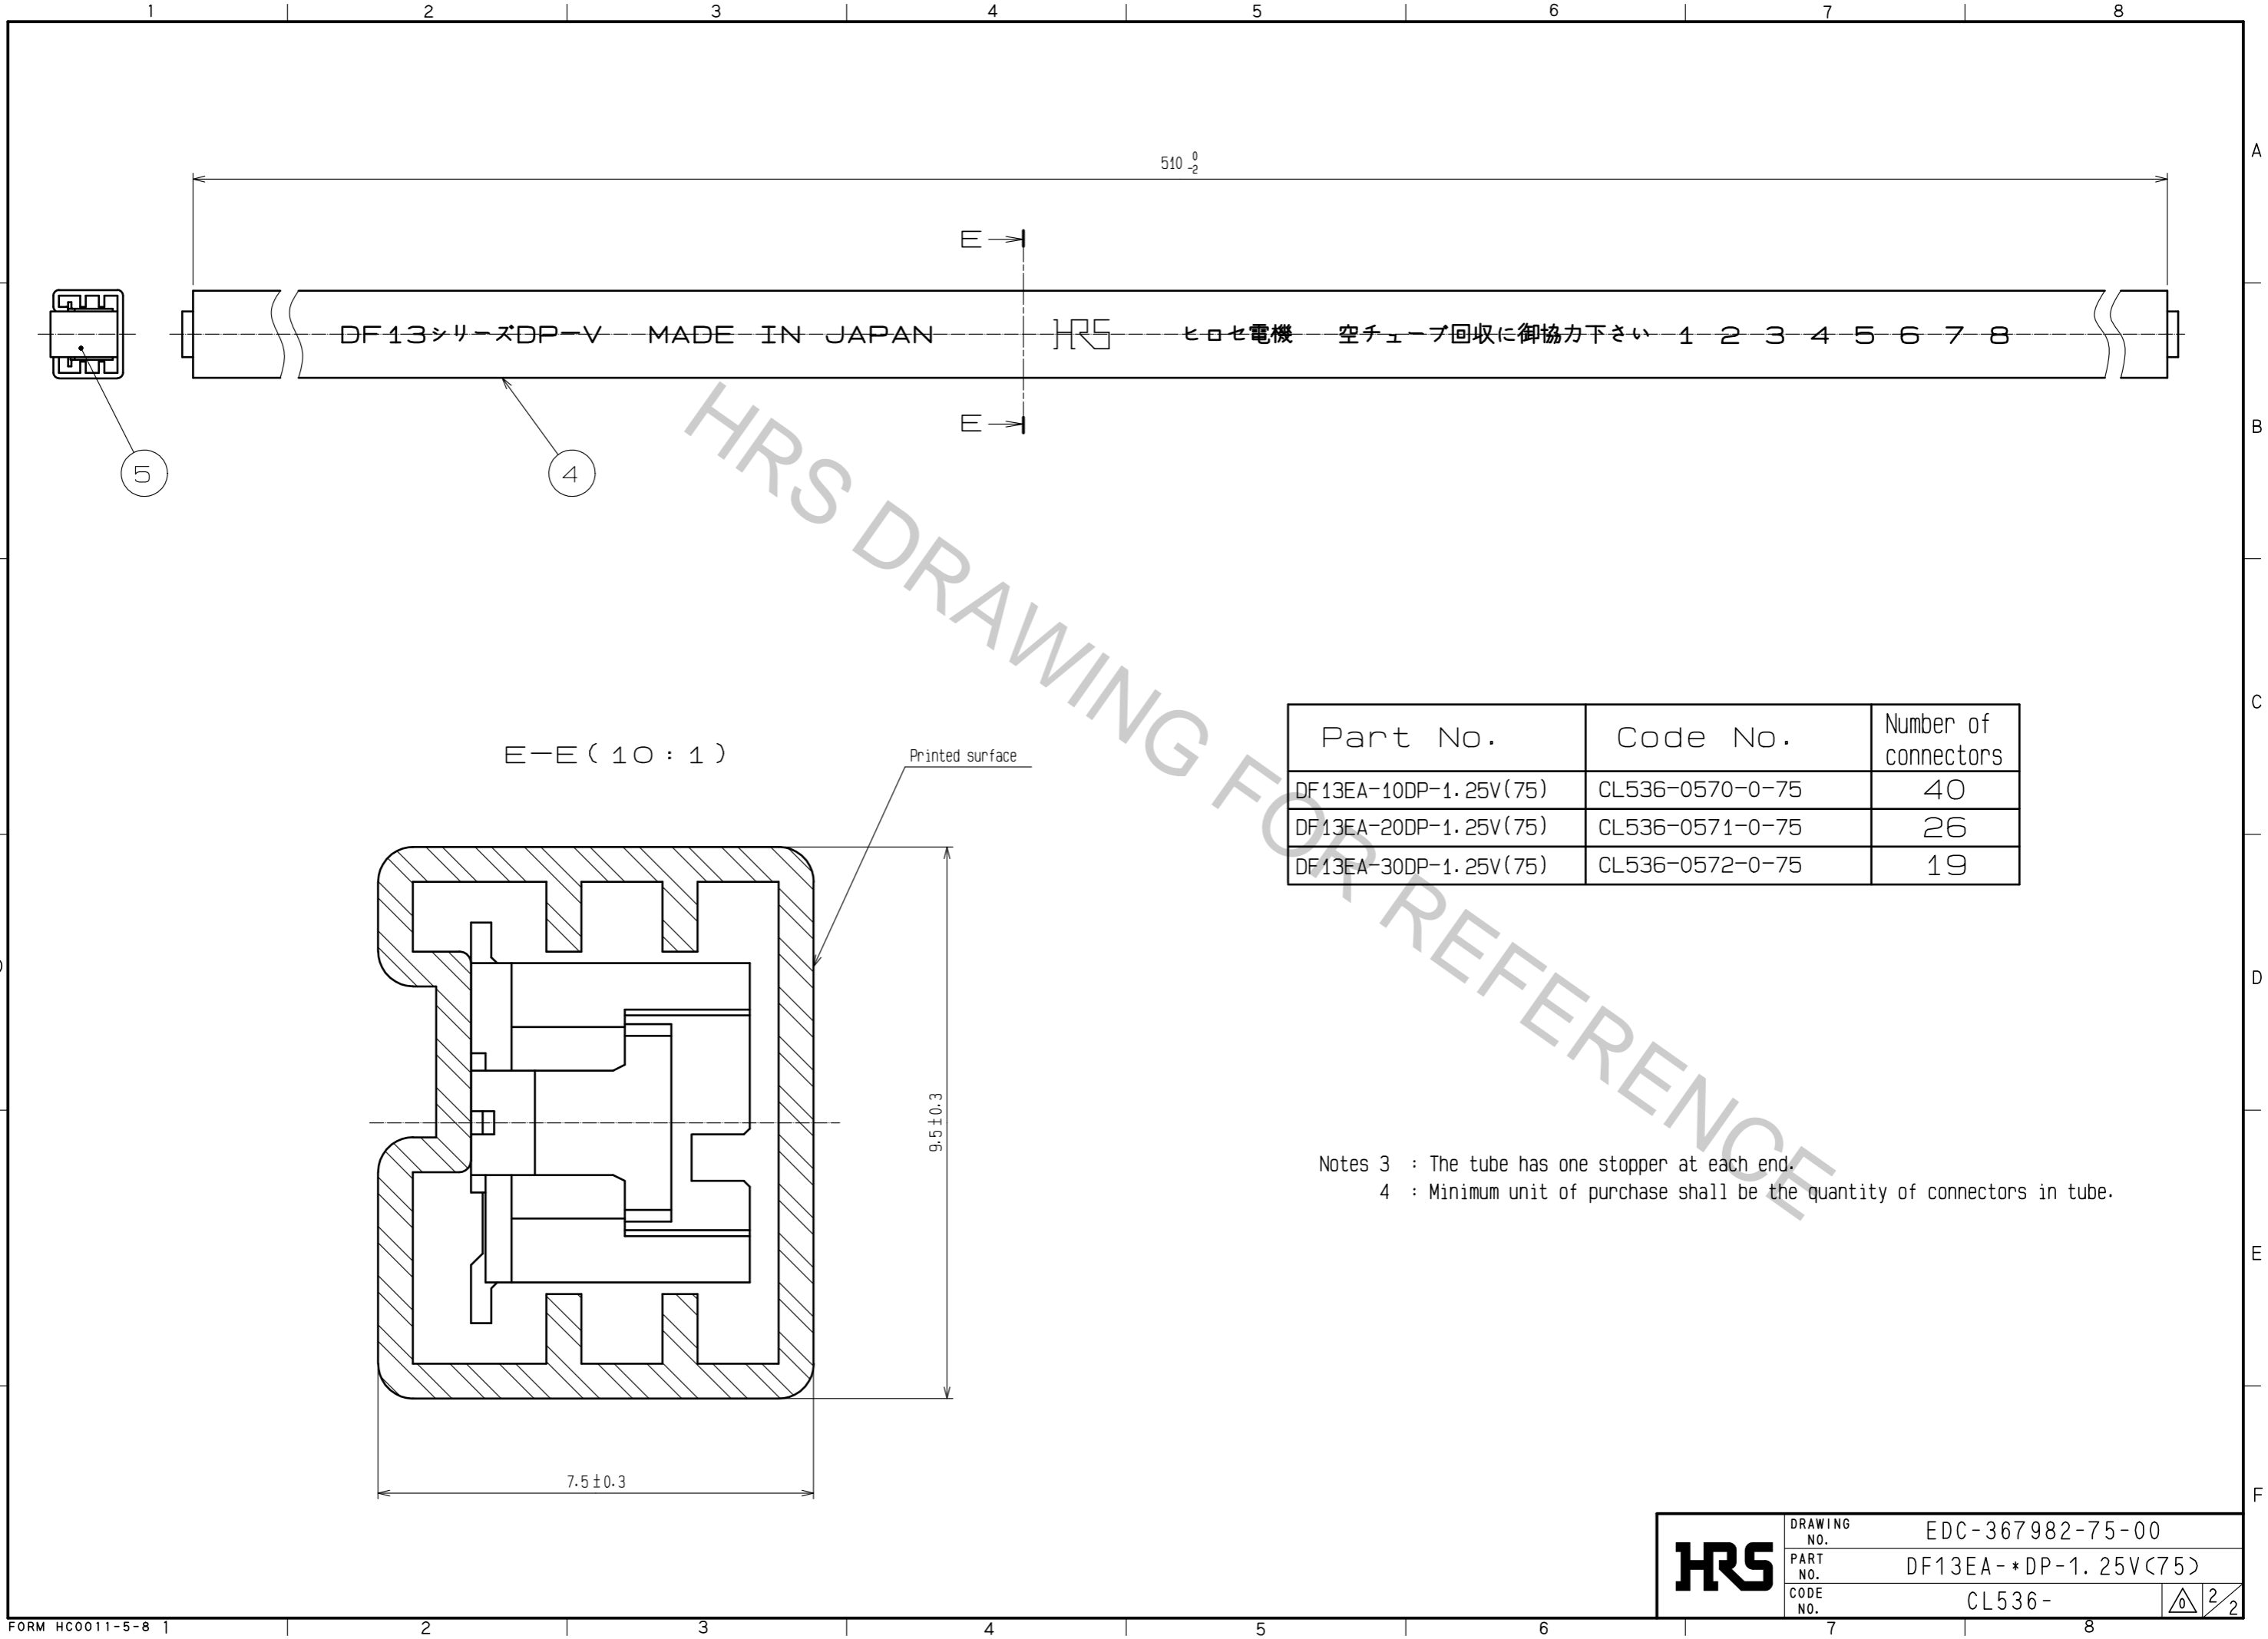 1 2 3 4 5 6 7 8
510 0 -2
A
E
DF13シリーズDP-V MADE IN JAPAN HRS ヒロセ電機 空チューブ回収に御協力下さい 1 2 3 4 5 6 7 8
E
B
5
4
HRS DRAWING FOR REFERENCE
C
Part No. Code No. Number of connectors
DF13EA-10DP-1.25V(75) CL536-0570-0-75 40
DF13EA-20DP-1.25V(75) CL536-0571-0-75 26
DF13EA-30DP-1.25V(75) CL536-0572-0-75 19
E-E(10:1)
Printed surface
D
9.5±0.3
Notes 3 : The tube has one stopper at each end.
4 : Minimum unit of purchase shall be the quantity of connectors in tube.
E
7.5±0.3
F
HRS
DRAWING NO. EDC-367982-75-00
PART NO. DF13EA-*DP-1.25V(75)
CODE NO. CL536- 0 2/2
FORM HC0011-5-8 1 2 3 4 5 6 7 8